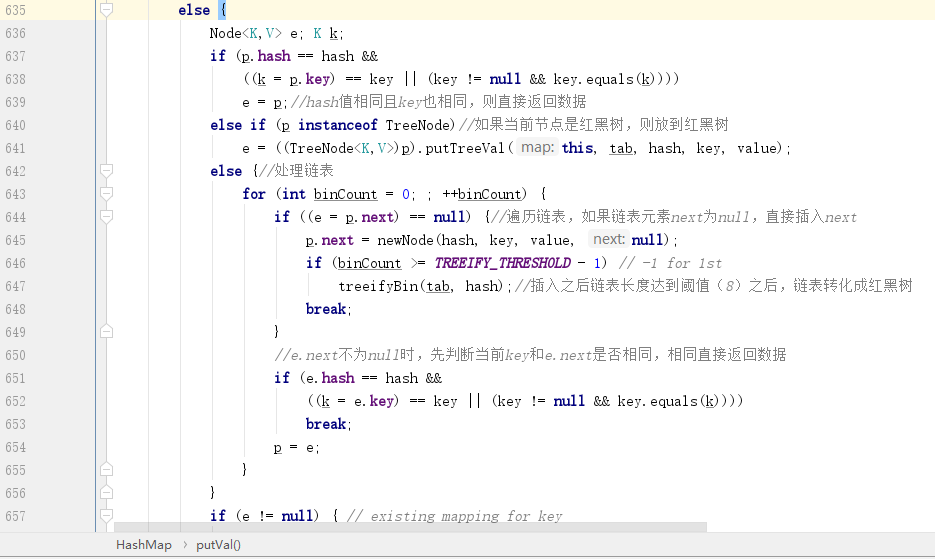 635 else {
636 Node<K,V> e; K k;
637 if (p.hash == hash &&
638 ((k = p.key) == key || (key != null && key.equals(k))))
639 e = p;//hash值相同且key也相同，则直接返回数据
640 else if (p instanceof TreeNode)//如果当前节点是红黑树，则放到红黑树
641 e = ((TreeNode<K,V>)p).putTreeVal( map: this, tab, hash, key, value);
642 else {//处理链表
643 for (int binCount = 0; ; ++binCount) {
644 if ((e = p.next) == null) {//遍历链表，如果链表元素next为null，直接插入next
645 p.next = newNode(hash, key, value, next: null);
646 if (binCount >= TREEIFY_THRESHOLD - 1) // -1 for 1st
647 treeifyBin(tab, hash);//插入之后链表长度达到阈值（8）之后，链表转化成红黑树
648 break;
649 }
650 //e.next不为null时，先判断当前key和e.next是否相同，相同直接返回数据
651 if (e.hash == hash &&
652 ((k = e.key) == key || (key != null && key.equals(k))))
653 break;
654 p = e;
655 }
656 }
657 if (e != null) { // existing mapping for key
HashMap › putVal()